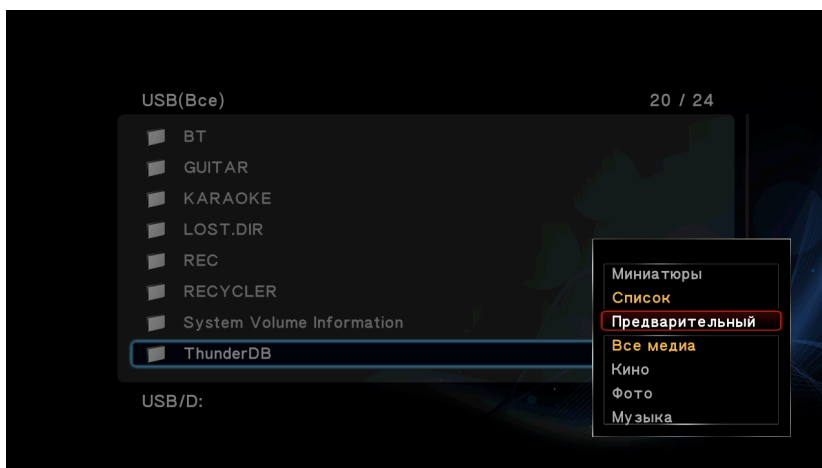 USB(Все)
20 / 24
BT
GUITAR
KARAOKE
LOST.DIR
REC
RECYCLER
System Volume Information
ThunderDB
USB/D:
Миниатюры
Список
Предварительный
Все медиа
Кино
Фото
Музыка